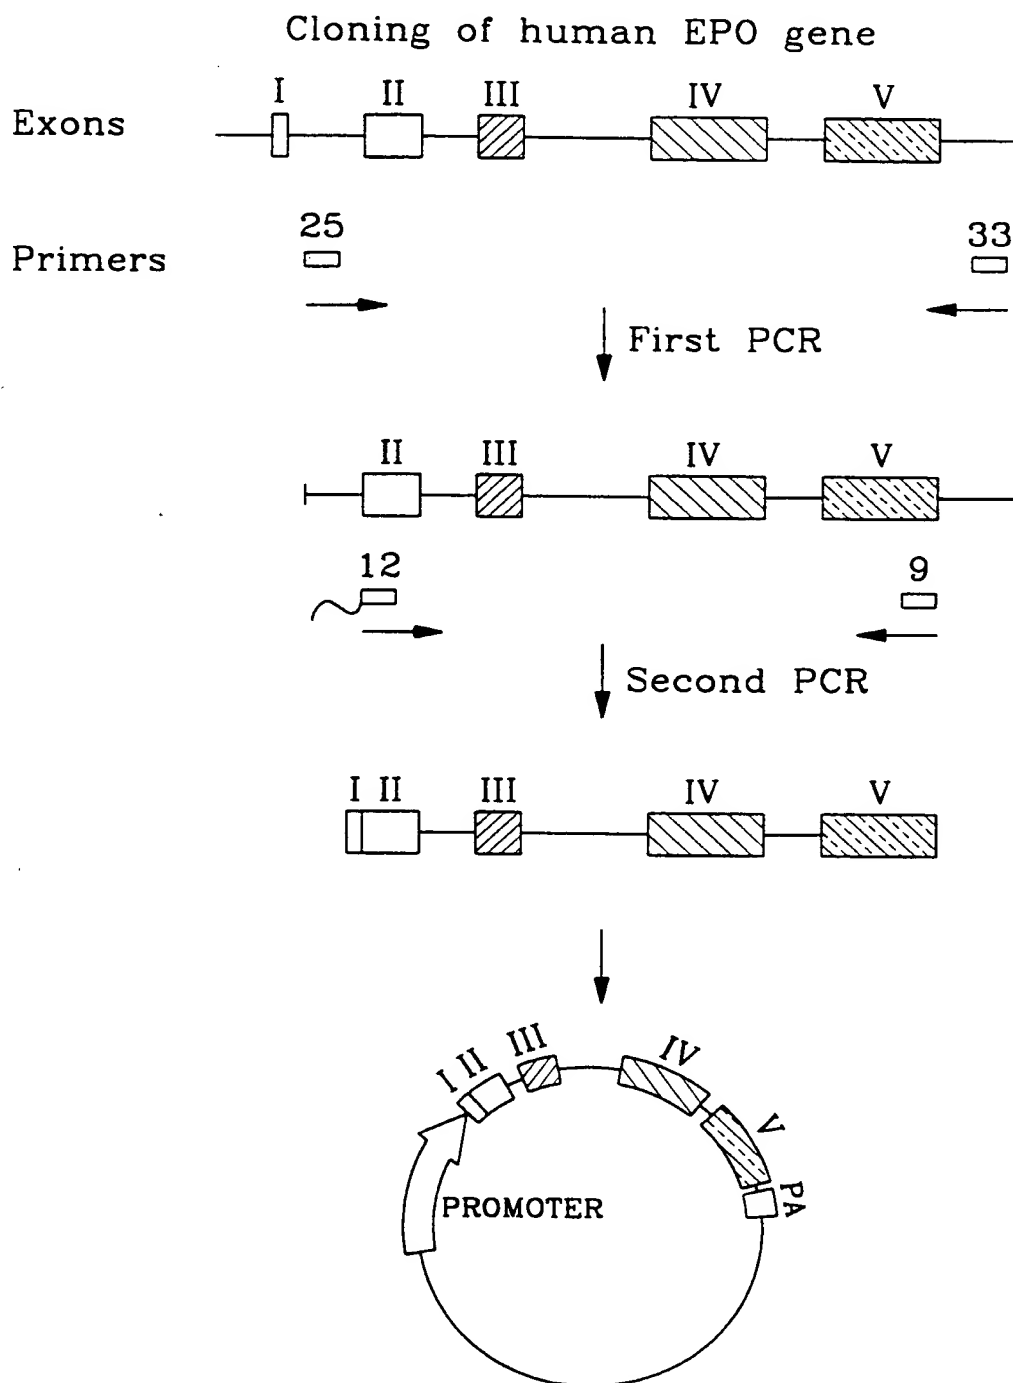 Cloning of human EPO gene
I II III IV V
Exons
25 33
Primers
First PCR
II III IV V
12 9
Second PCR
I II III IV V
I II III IV V PA
PROMOTER